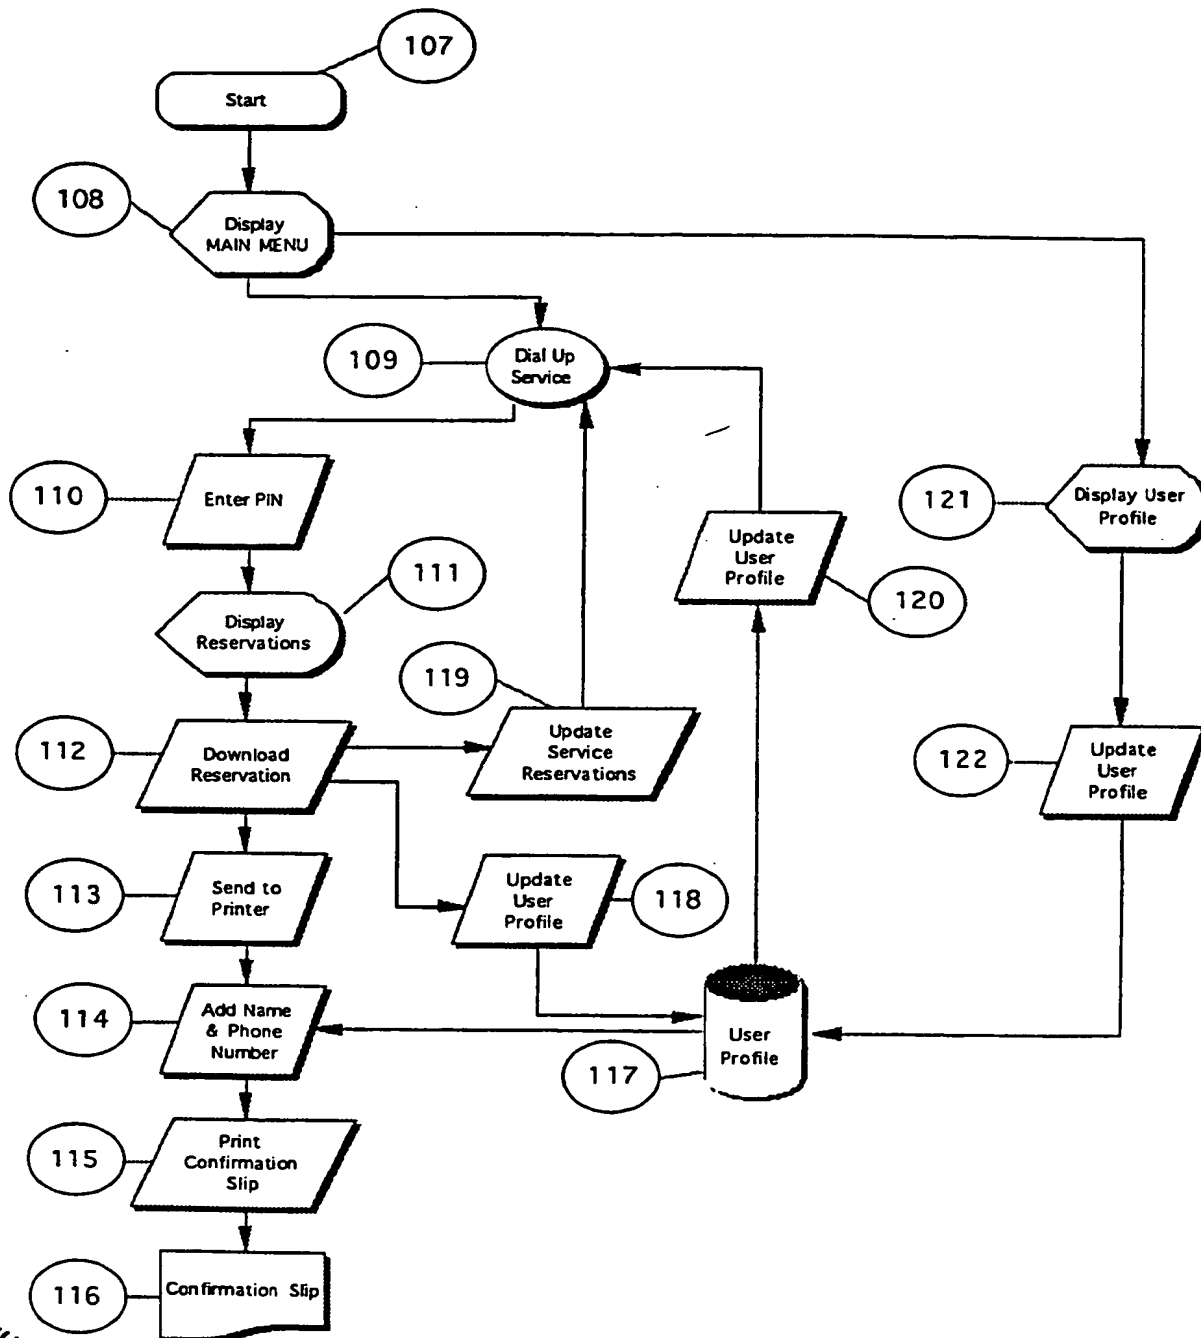 107
Start
108
Display
MAIN MENU
109
Dial Up
Service
110
Enter PIN
121
Display User
Profile
Update
User
Profile
120
111
Display
Reservations
119
Update
Service
Reservations
112
Download
Reservation
122
Update
User
Profile
113
Send to
Printer
Update
User
Profile
118
114
Add Name
& Phone
Number
User
Profile
117
115
Print
Confirmation
Slip
116
Confirmation Slip